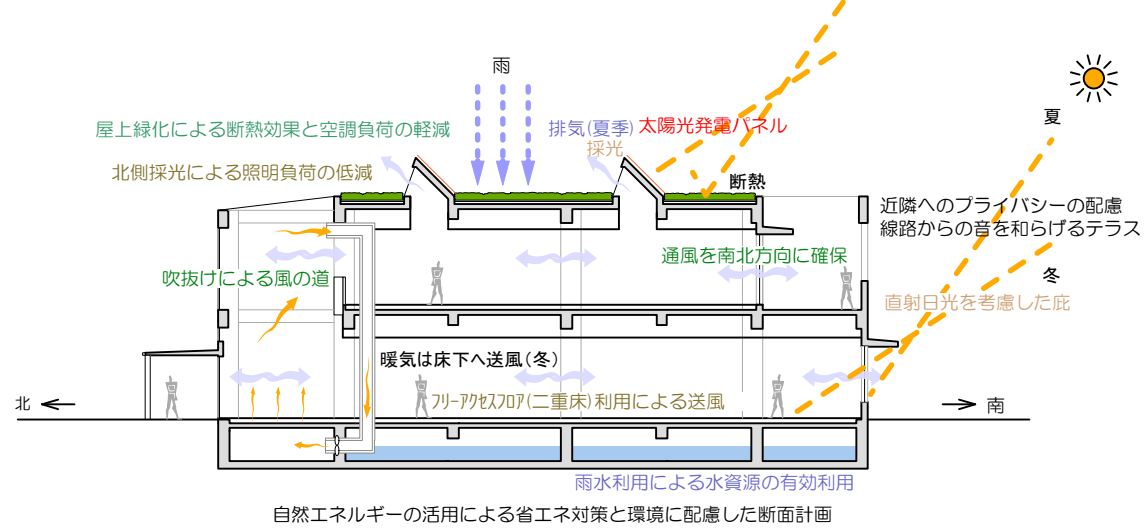 雨
夏
屋上緑化による断熱効果と空調負荷の軽減
排気(夏季)
太陽光発電パネル
採光
北側採光による照明負荷の低減
断熱
近隣へのプライバシーの配慮
線路からの音を和らげるテラス
通風を南北方向に確保
吹抜けによる風の道
冬
直射日光を考慮した庇
暖気は床下へ送風(冬)
ﾌﾘｰｱｸｾｽﾌﾛｱ(二重床)利用による送風
北
南
雨水利用による水資源の有効利用
自然エネルギーの活用による省エネ対策と環境に配慮した断面計画